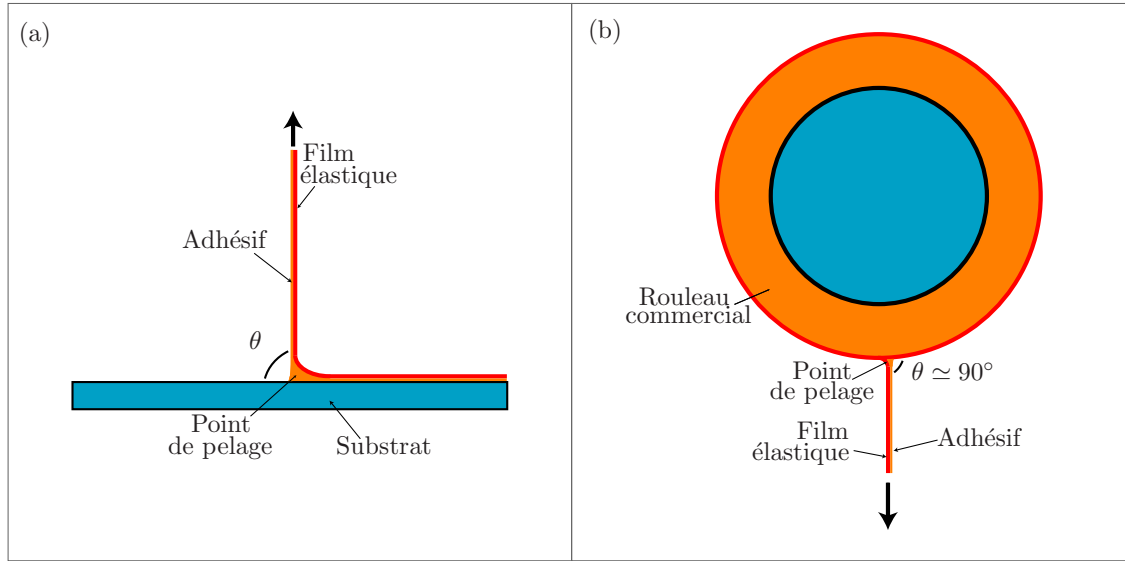 (a)
Film
élastique
Adhésif
θ
Point
de pelage
Substrat
(b)
Rouleau
commercial
Point
de pelage
θ ≃ 90°
Film
élastique
Adhésif